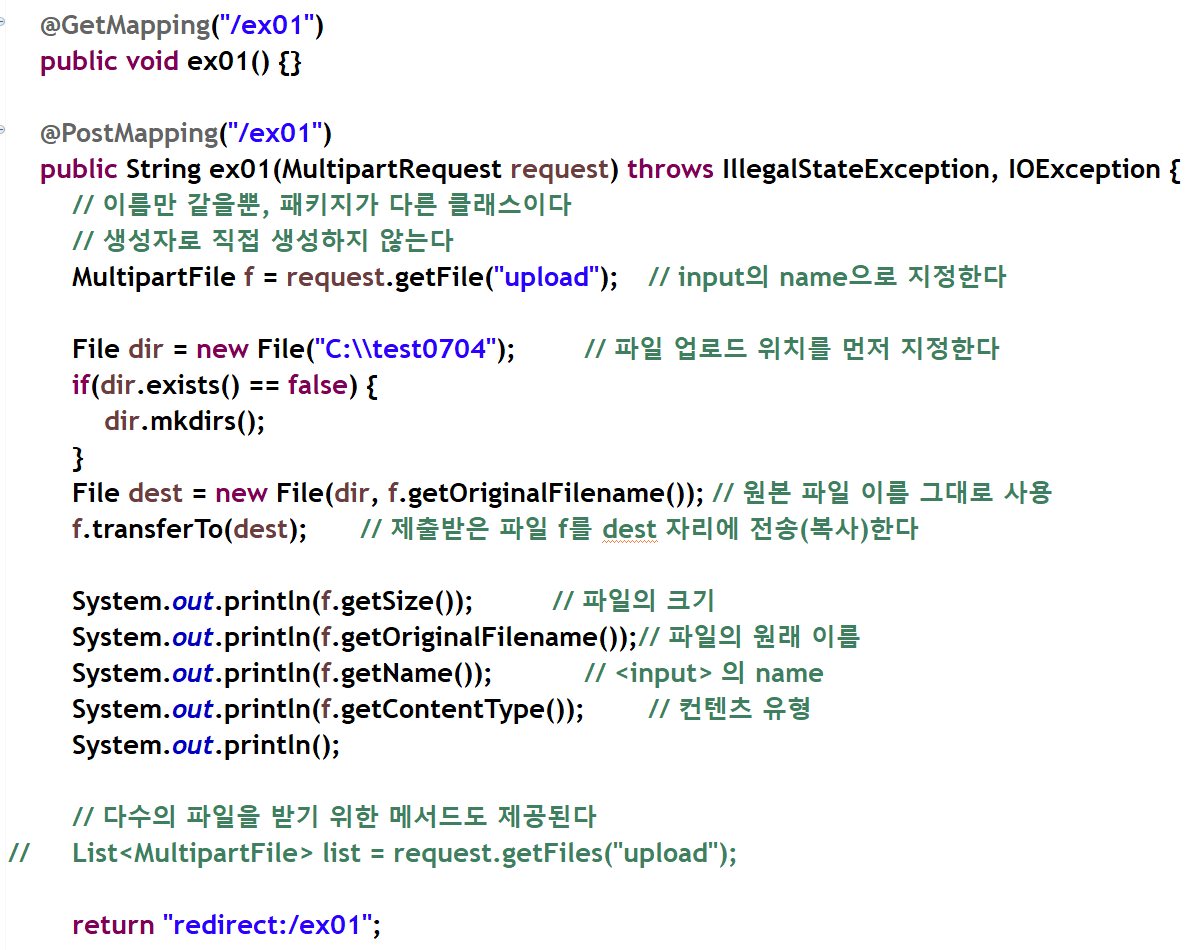 @GetMapping("/ex01")
public void ex01() {}
@PostMapping("/ex01")
public String ex01(MultipartRequest request) throws IllegalStateException, IOException {
// 이름만 같을뿐, 패키지가 다른 클래스이다
// 생성자로 직접 생성하지 않는다
MultipartFile f = request.getFile("upload"); // input의 name으로 지정한다
File dir = new File("C:\\test0704"); // 파일 업로드 위치를 먼저 지정한다
if(dir.exists() == false) {
dir.mkdirs();
}
File dest = new File(dir, f.getOriginalFilename()); // 원본 파일 이름 그대로 사용
f.transferTo(dest); // 제출받은 파일 f를 dest 자리에 전송(복사)한다
System.out.println(f.getSize()); // 파일의 크기
System.out.println(f.getOriginalFilename());// 파일의 원래 이름
System.out.println(f.getName()); // <input> 의 name
System.out.println(f.getContentType()); // 컨텐츠 유형
System.out.println();
// 다수의 파일을 받기 위한 메서드도 제공된다
// List<MultipartFile> list = request.getFiles("upload");
return "redirect:/ex01";